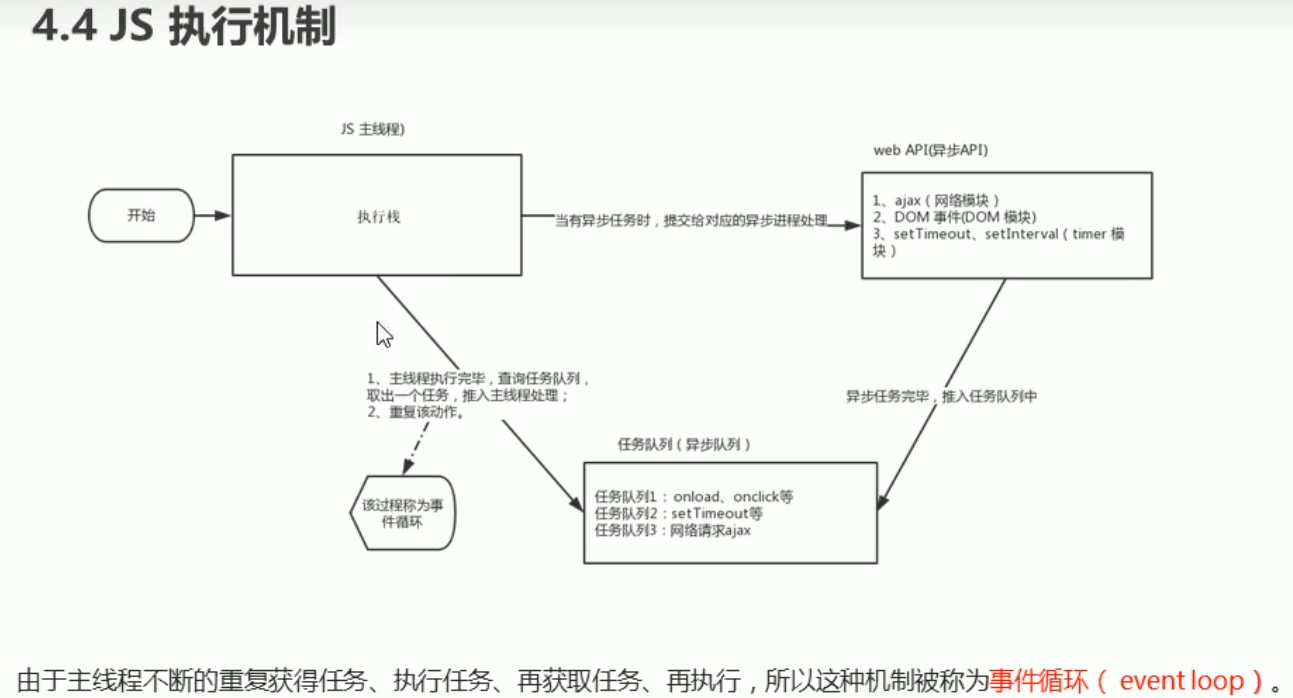 4.4 JS 执行机制
JS 主线程)
web API(异步API)
开始
执行栈
当有异步任务时，提交给对应的异步进程处理
1、ajax（网络模块）
2、DOM 事件(DOM 模块)
3、setTimeout、setInterval（timer 模
块）
1、主线程执行完毕，查询任务队列，
取出一个任务，推入主线程处理；
2、重复该动作。
异步任务完毕，推入任务队列中
任务队列（异步队列）
该过程称为事
件循环
任务队列1：onload、onclick等
任务队列2：setTimeout等
任务队列3：网络请求ajax
由于主线程不断的重复获得任务、执行任务、再获取任务、再执行，所以这种机制被称为事件循环（ event loop）。